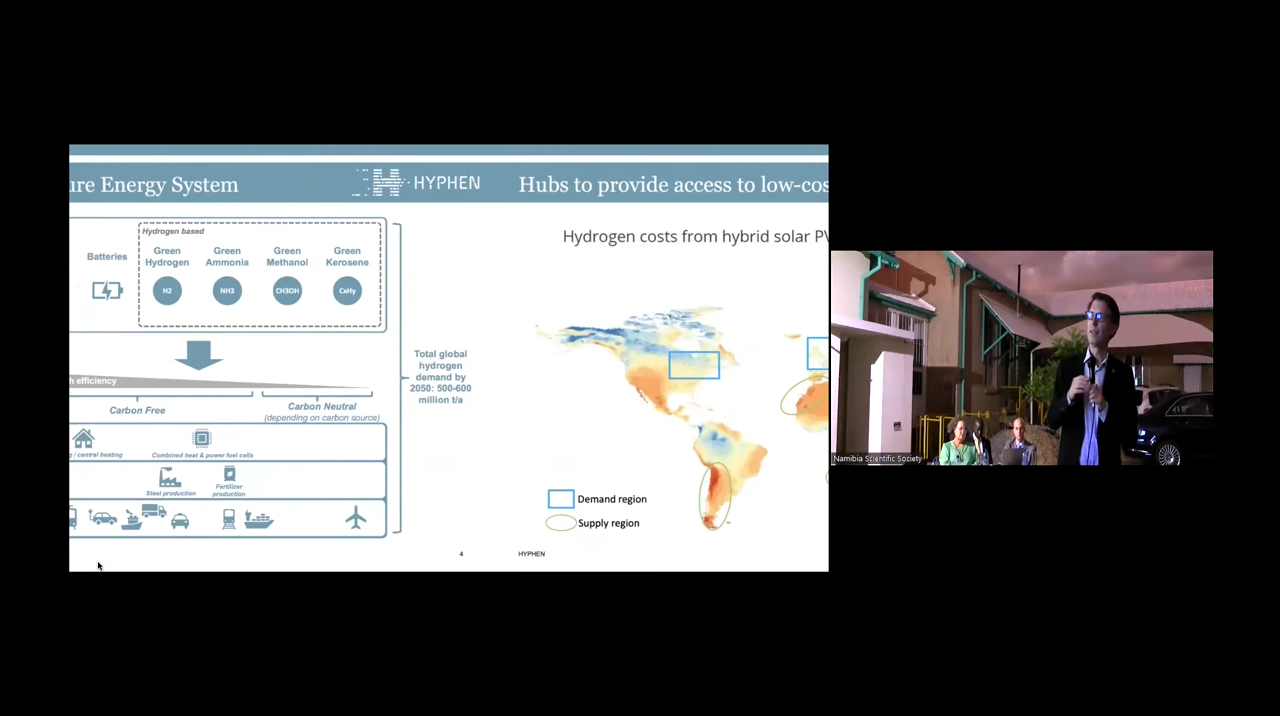 ure Energy System
HYPHEN
Hydrogen based
Batteries
Green
Hydrogen
Green
Ammonia
Green
Methanol
Green
Kerosene
H2
NH3
CH3OH
CxHy
h efficiency
Carbon Free
Carbon Neutral
(depending on carbon source)
g / central heating
Combined heat & power fuel cells
Steel production
Fertilizer
production
Total global
hydrogen
demand by
2050: 500-600
million t/a
4
Hubs to provide access to low-cos
Hydrogen costs from hybrid solar PV
Demand region
Supply region
HYPHEN
Namibia Scientific Society